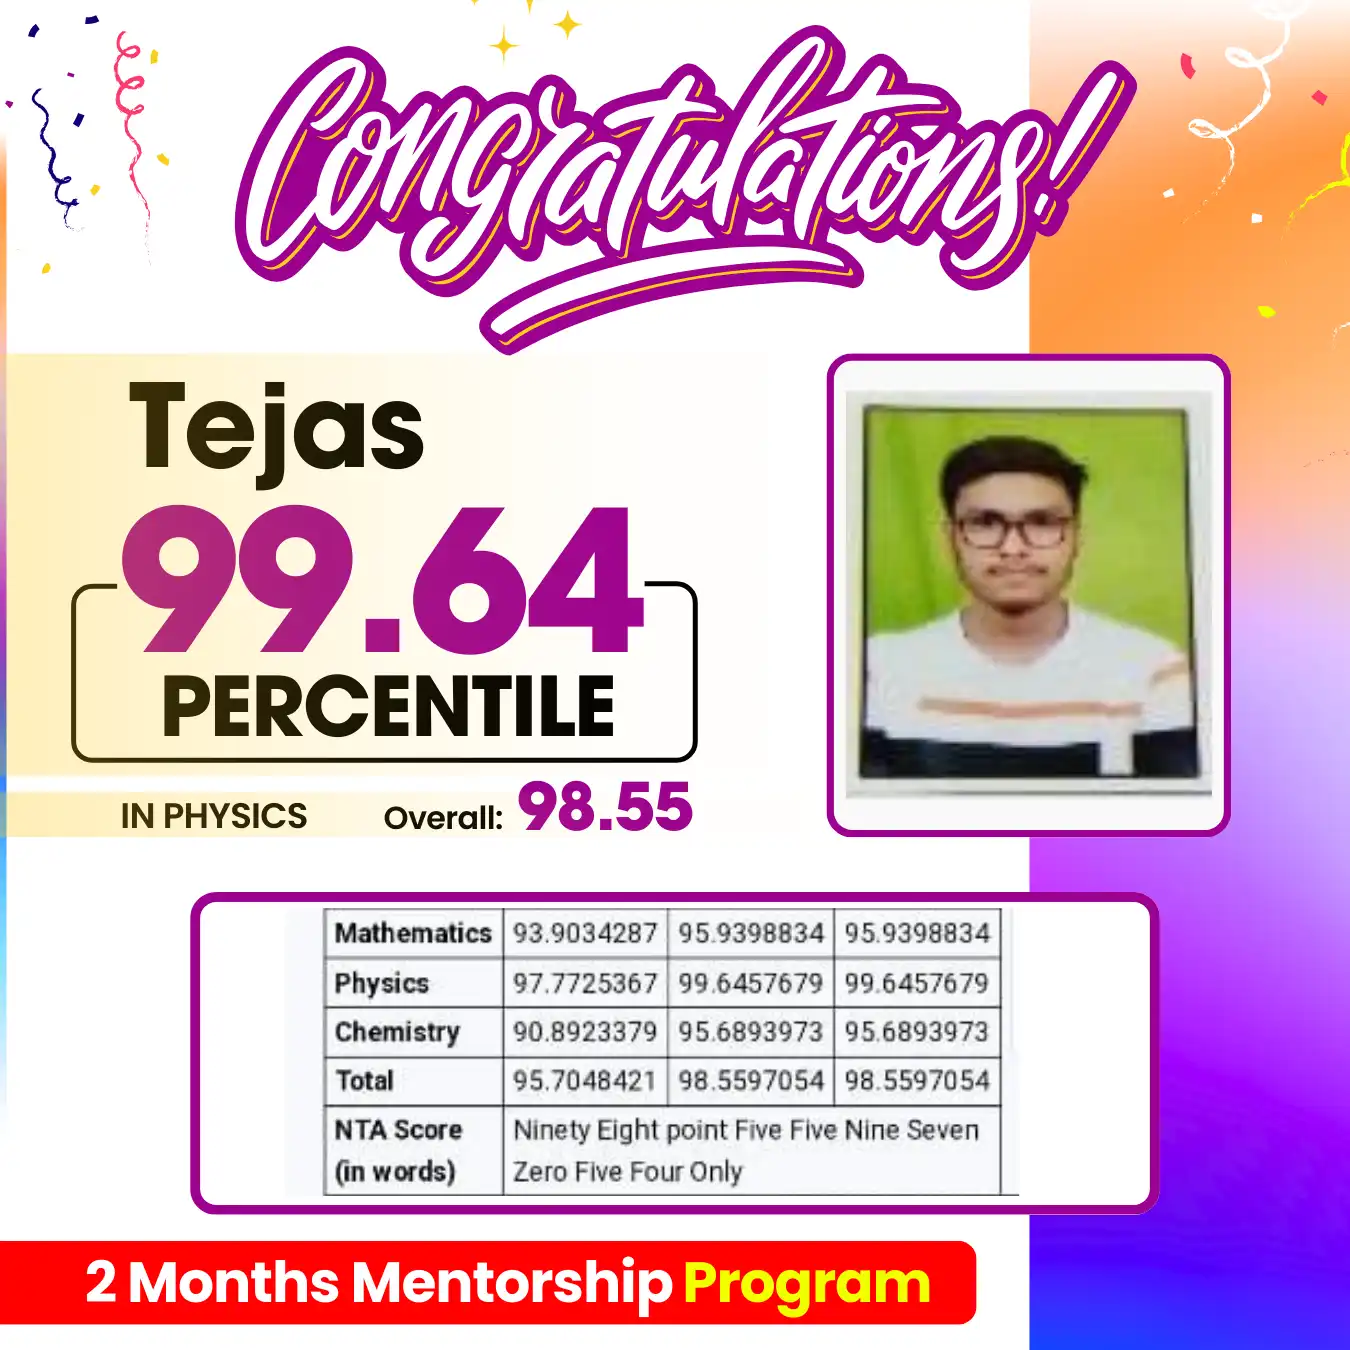 Congratulations!
Tejas
99.64
PERCENTILE
IN PHYSICS Overall: 98.55
Mathematics 93.9034287 95.9398834 95.9398834
Physics 97.7725367 99.6457679 99.6457679
Chemistry 90.8923379 95.6893973 95.6893973
Total 95.7048421 98.5597054 98.5597054
NTA Score Ninety Eight point Five Five Nine Seven
(in words) Zero Five Four Only
2 Months Mentorship Program